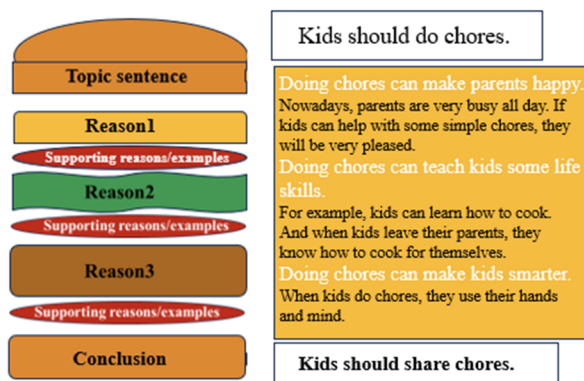 Topic sentence
Reason1
Supporting reasons/examples
Reason2
Supporting reasons/examples
Reason3
Supporting reasons/examples
Conclusion
Kids should do chores.
Doing chores can make parents happy.
Nowadays, parents are very busy all day. If
kids can help with some simple chores, they
will be very pleased.
Doing chores can teach kids some life
skills.
For example, kids can learn how to cook.
And when kids leave their parents, they
know how to cook for themselves.
Doing chores can make kids smarter.
When kids do chores, they use their hands
and mind.
Kids should share chores.